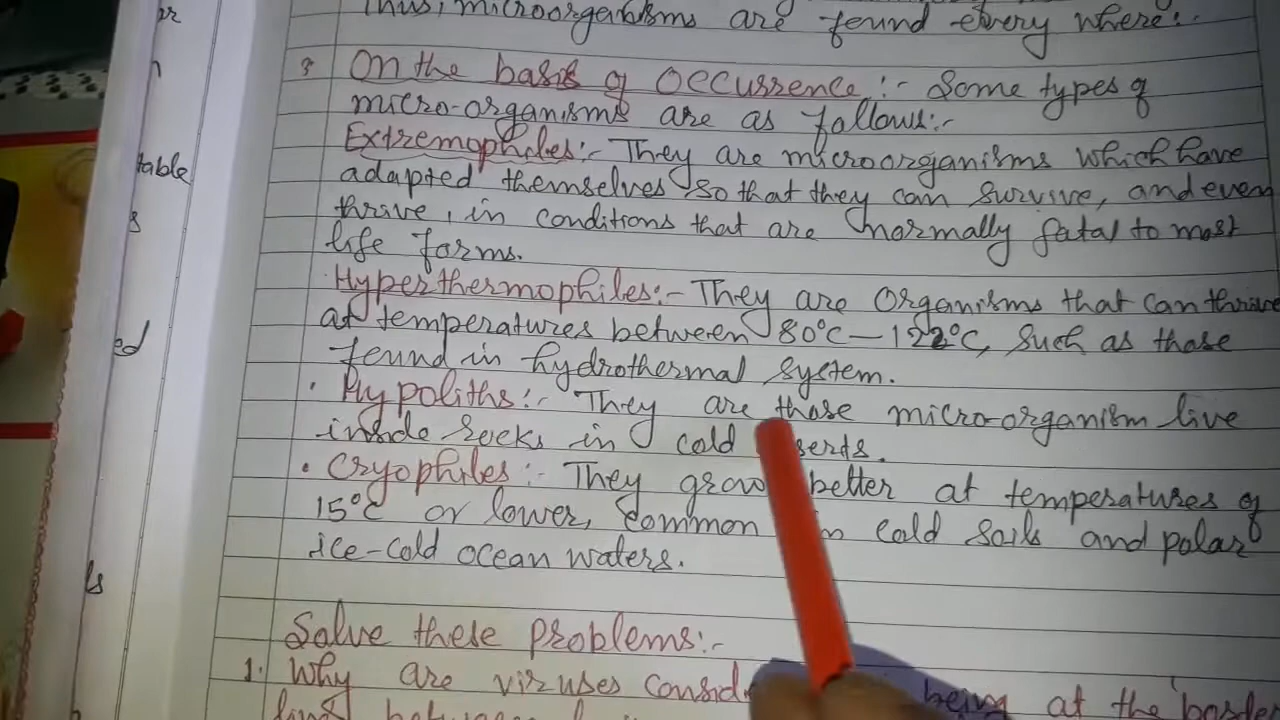 Thus, microorganisms are found every where.
On the basis of Occurrence :- Some types of
micro-organisms are as follows:-
Extremophiles:- They are microorganisms which have
adapted themselves so that they can survive, and even
thrive, in conditions that are normally fatal to most
life forms.
Hyperthermophiles:- They are Organisms that can thrive
at temperatures between 80°C-122°C, such as those
found in hydrothermal system.
• Hypoliths:- They are those micro-organism live
table
inside rocks in cold serts.
• Cryophiles:- They grow better at temperatures of
15°C or lower, common in cold soils and polar
ice-cold ocean waters.
ed
Solve these problems:-
1. Why are viruses consid being at the border